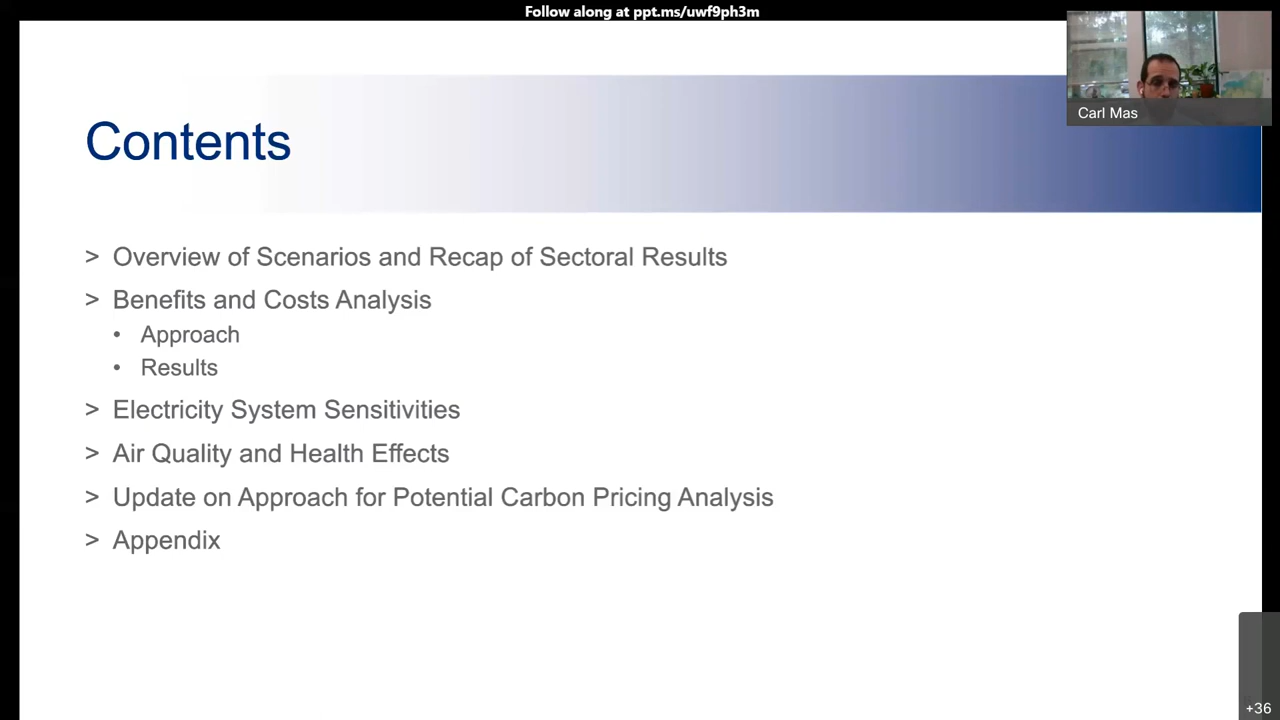 Follow along at ppt.ms/uwf9ph3m
Carl Mas
Contents
> Overview of Scenarios and Recap of Sectoral Results
> Benefits and Costs Analysis
• Approach
• Results
> Electricity System Sensitivities
> Air Quality and Health Effects
> Update on Approach for Potential Carbon Pricing Analysis
> Appendix
+36